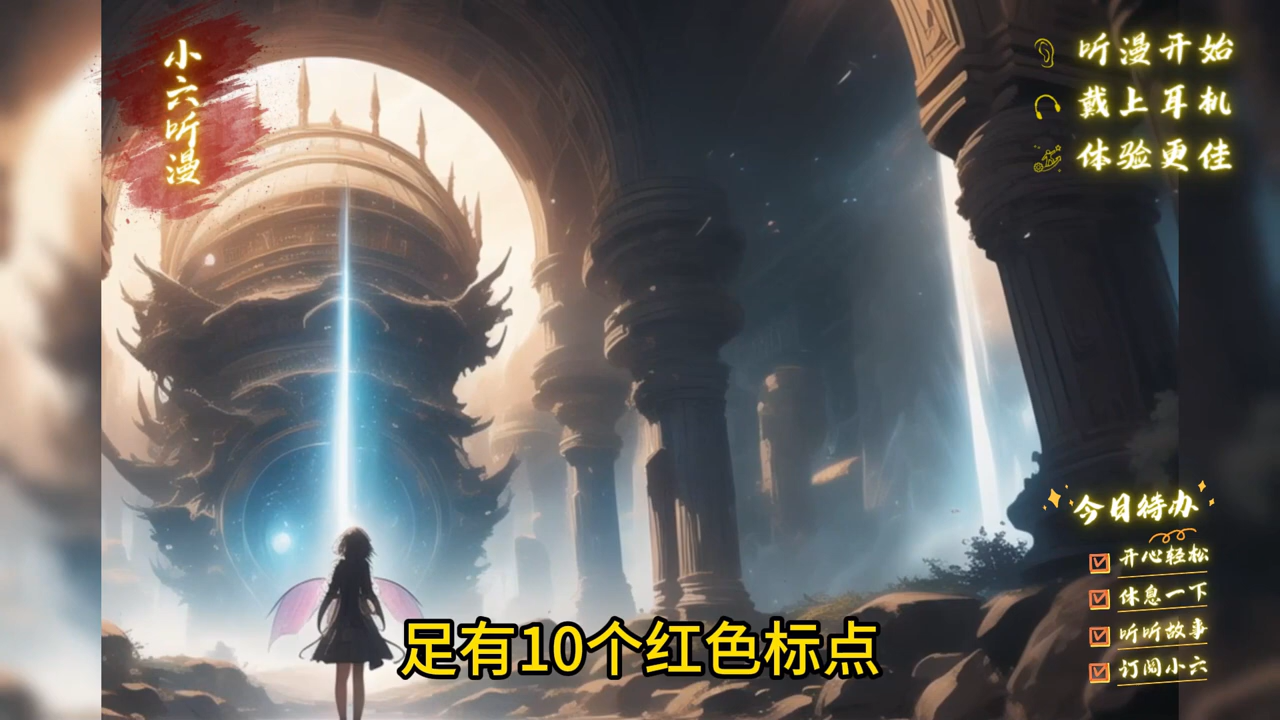 小六听漫
听漫开始
戴上耳机
体验更佳
今日待办
开心轻松
休息一下
听听故事
订阅小六
足有10个红色标点